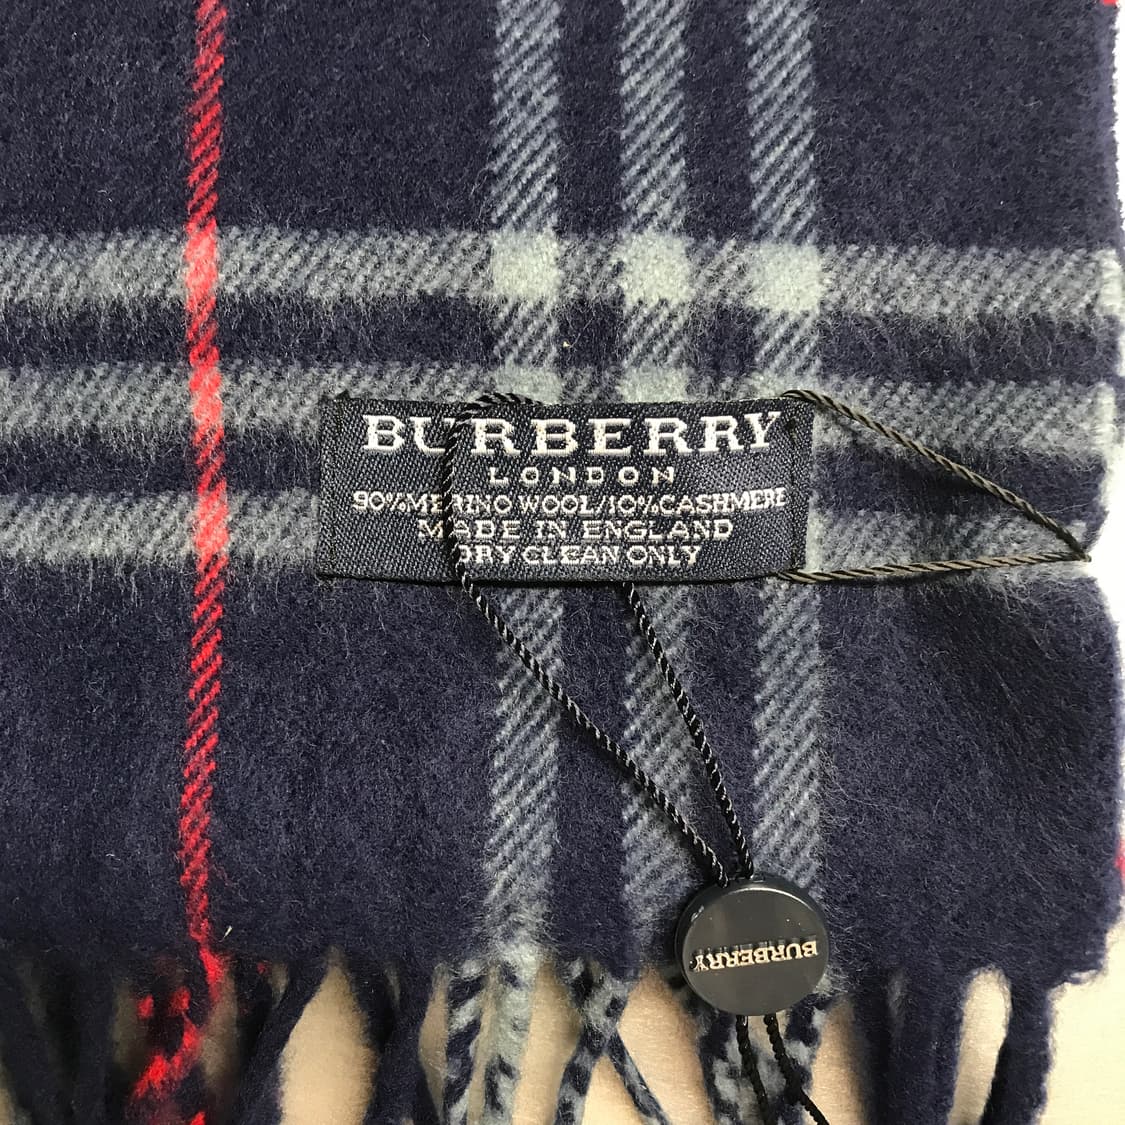 BURBERRY
LONDON
90%MERINO WOOL/10%CASHMERE
MADE IN ENGLAND
DRY CLEAN ONLY
BURBERRY